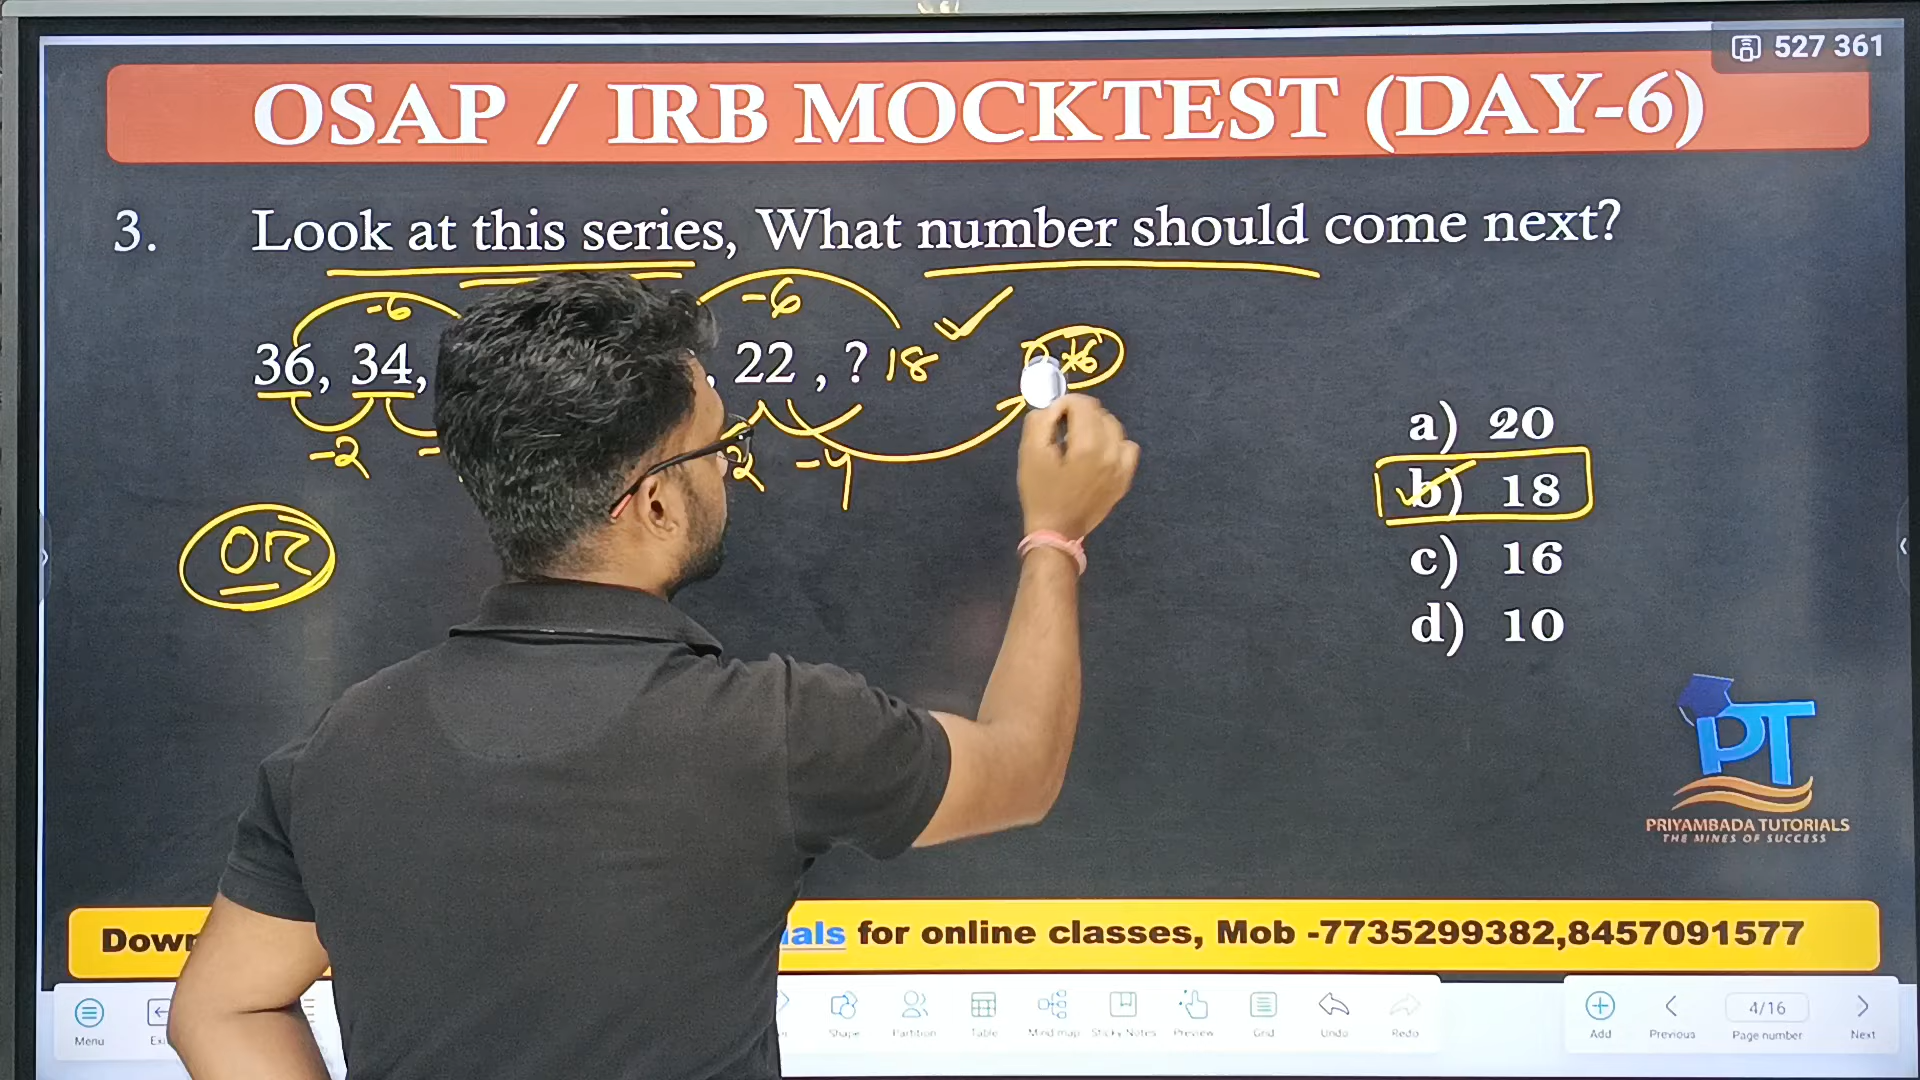 527 361
OSAP / IRB MOCKTEST (DAY-6)
3. Look at this series, What number should come next?
-6 -6
36, 34, , 22 , ? 18
-2 - 2 -4
OR
a) 20
b) 18
c) 16
d) 10
PT
PRIYAMBADA TUTORIALS
THE MINES OF SUCCESS
for online classes, Mob -7735299382,8457091577
Menu Shape Partition Table Mind map Sticky Notes Preview Grid Undo Redo Add Previous 4/16 Page number Next